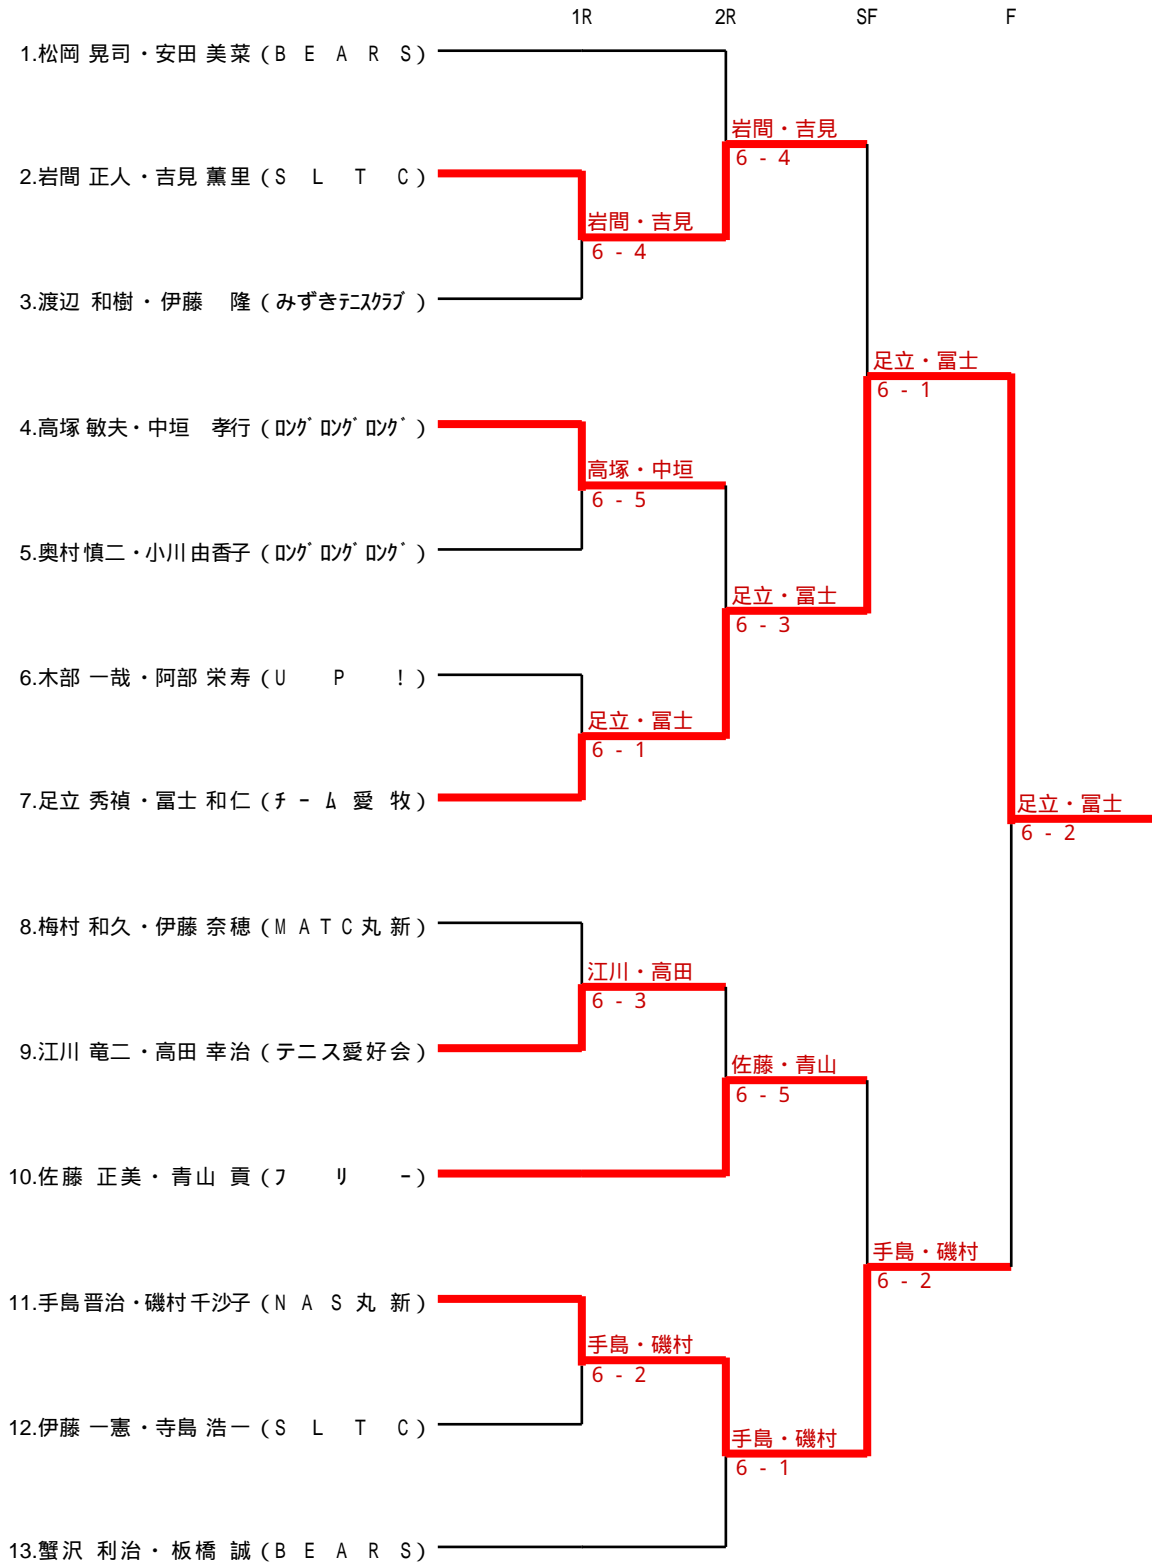 1R 2R SF F
1.松岡 晃司・安田 美菜 (B E A R S)
岩間・吉見
6 - 4
2.岩間 正人・吉見 薫里 (S L T C)
岩間・吉見
6 - 4
3.渡辺 和樹・伊藤 隆 (みずきﾃﾆｽｸﾗﾌﾞ)
足立・冨士
6 - 1
4.高塚 敏夫・中垣 孝行 (ﾛﾝｸﾞﾛﾝｸﾞﾛﾝｸﾞ)
高塚・中垣
6 - 5
5.奥村 慎二・小川 由香子 (ﾛﾝｸﾞﾛﾝｸﾞﾛﾝｸﾞ)
足立・冨士
6 - 3
6.木部 一哉・阿部 栄寿 (U P !)
足立・冨士
6 - 1
7.足立 秀禎・冨士 和仁 (ﾁｰﾑ愛牧)
足立・冨士
6 - 2
8.梅村 和久・伊藤 奈穂 (M A T C 丸 新)
江川・高田
6 - 3
9.江川 竜二・高田 幸治 (テニス愛好会)
佐藤・青山
6 - 5
10.佐藤 正美・青山 貢 (ﾌ ﾘ ｰ)
手島・磯村
6 - 2
11.手島 晋治・磯村 千沙子 (N A S 丸 新)
手島・磯村
6 - 2
12.伊藤 一憲・寺島 浩一 (S L T C)
手島・磯村
6 - 1
13.蟹沢 利治・板橋 誠 (B E A R S)